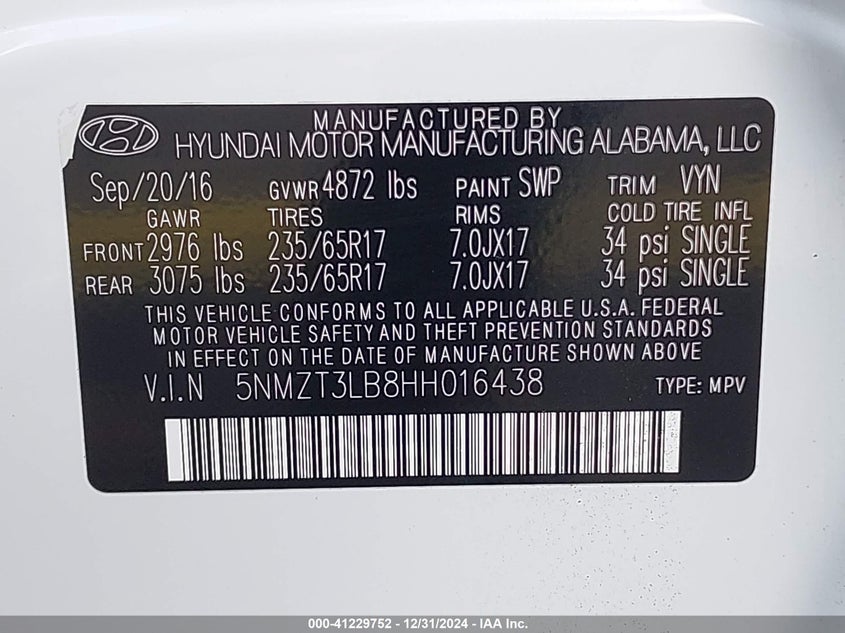 MANUFACTURED BY
HYUNDAI MOTOR MANUFACTURING ALABAMA, LLC
Sep/20/16 GVWR 4872 lbs PAINT SWP TRIM VYN
GAWR TIRES RIMS COLD TIRE INFL
FRONT 2976 lbs 235/65R17 7.0JX17 34 psi SINGLE
REAR 3075 lbs 235/65R17 7.0JX17 34 psi SINGLE
THIS VEHICLE CONFORMS TO ALL APPLICABLE U.S.A. FEDERAL
MOTOR VEHICLE SAFETY AND THEFT PREVENTION STANDARDS
IN EFFECT ON THE DATE OF MANUFACTURE SHOWN ABOVE
V.I.N 5NMZT3LB8HH016438 TYPE: MPV
000-41229752 - 12/31/2024 - IAA Inc.